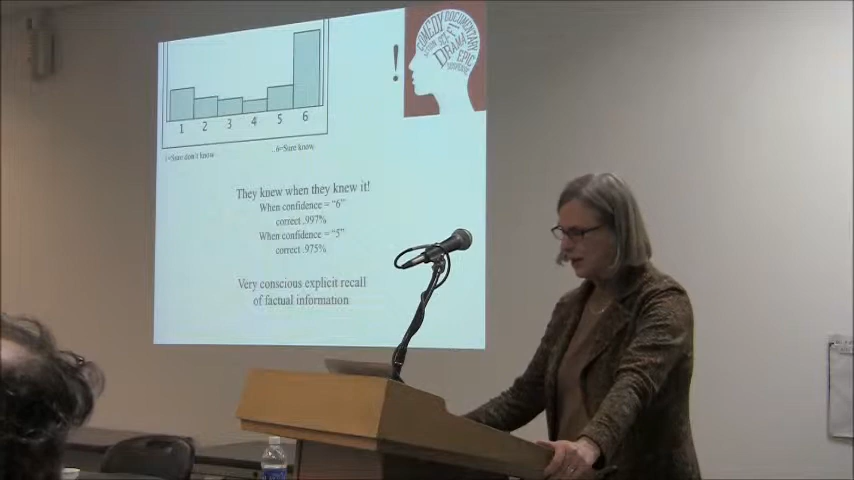 COMEDY DOCUMENTARY
SCI-FI
DRAMA
EPIC
!
1 2 3 4 5 6
1=Sure don't know ..6=Sure know
They knew when they knew it!
When confidence = "6"
correct .997%
When confidence = "5"
correct .975%
Very conscious explicit recall
of factual information